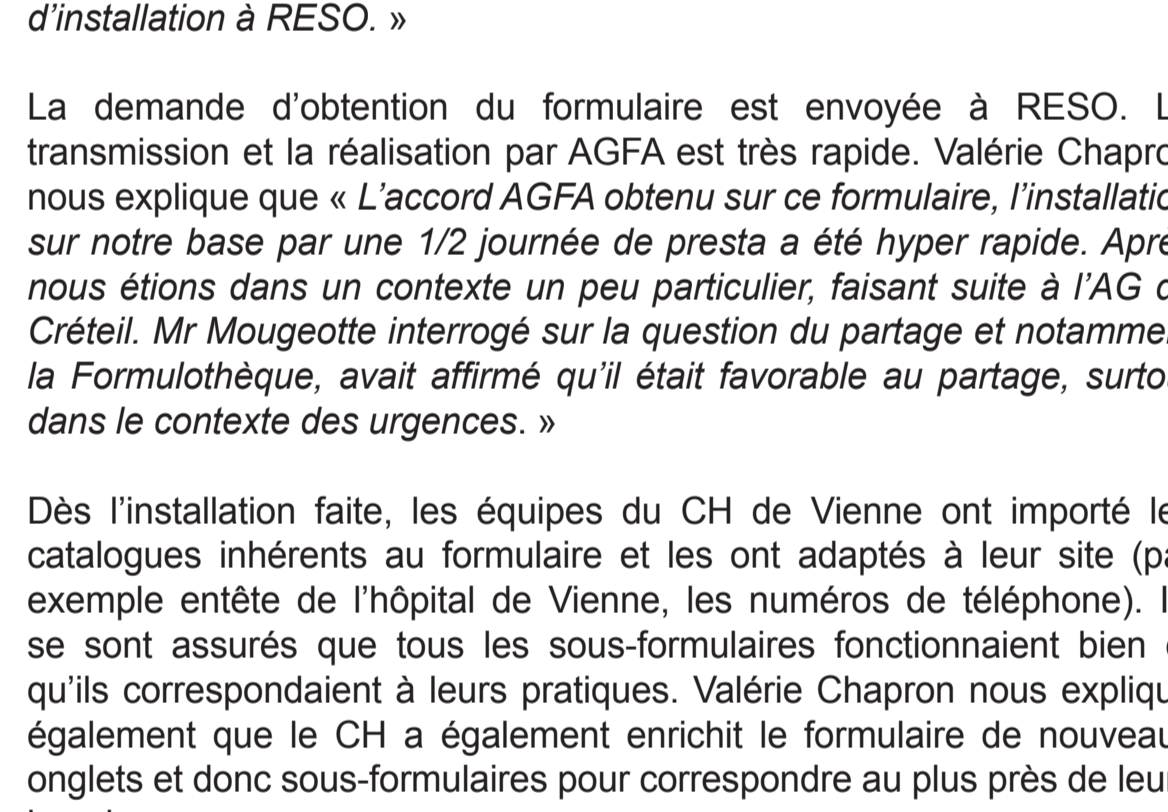 d’installation à RESO. »
La demande d’obtention du formulaire est envoyée à RESO. L
transmission et la réalisation par AGFA est très rapide. Valérie Chapro
nous explique que « L’accord AGFA obtenu sur ce formulaire, l’installatio
sur notre base par une 1/2 journée de presta a été hyper rapide. Aprè
nous étions dans un contexte un peu particulier, faisant suite à l’AG d
Créteil. Mr Mougeotte interrogé sur la question du partage et notamme
la Formulothèque, avait affirmé qu’il était favorable au partage, surto
dans le contexte des urgences. »
Dès l’installation faite, les équipes du CH de Vienne ont importé le
catalogues inhérents au formulaire et les ont adaptés à leur site (pa
exemple entête de l’hôpital de Vienne, les numéros de téléphone). I
se sont assurés que tous les sous-formulaires fonctionnaient bien e
qu’ils correspondaient à leurs pratiques. Valérie Chapron nous expliqu
également que le CH a également enrichit le formulaire de nouveau
onglets et donc sous-formulaires pour correspondre au plus près de leur